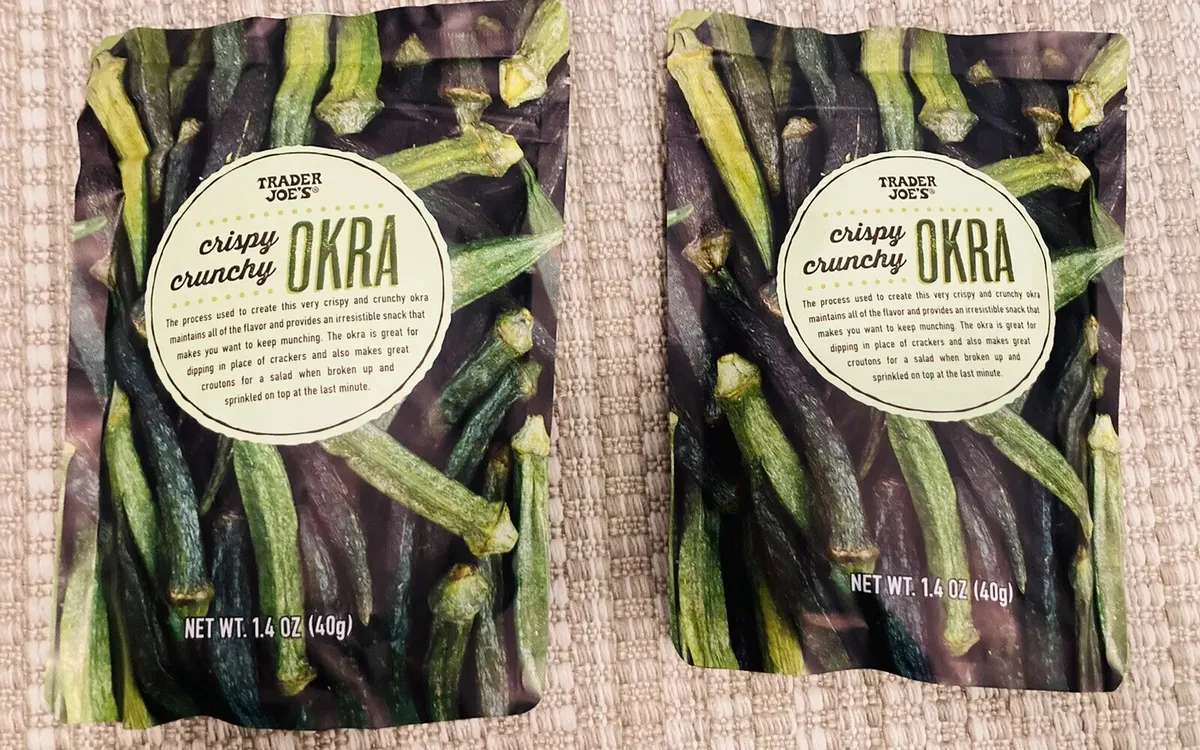 TRADER
JOE'S®
crispy
crunchy
OKRA
The process used to create this very crispy and crunchy okra
maintains all of the flavor and provides an irresistible snack that
makes you want to keep munching. The okra is great for
dipping in place of crackers and also makes great
croutons for a salad when broken up and
sprinkled on top at the last minute.
NET WT. 1.4 OZ (40g)
TRADER
JOE'S®
crispy
crunchy
OKRA
The process used to create this very crispy and crunchy okra
maintains all of the flavor and provides an irresistible snack that
makes you want to keep munching. The okra is great for
dipping in place of crackers and also makes great
croutons for a salad when broken up and
sprinkled on top at the last minute.
NET WT. 1.4 OZ (40g)